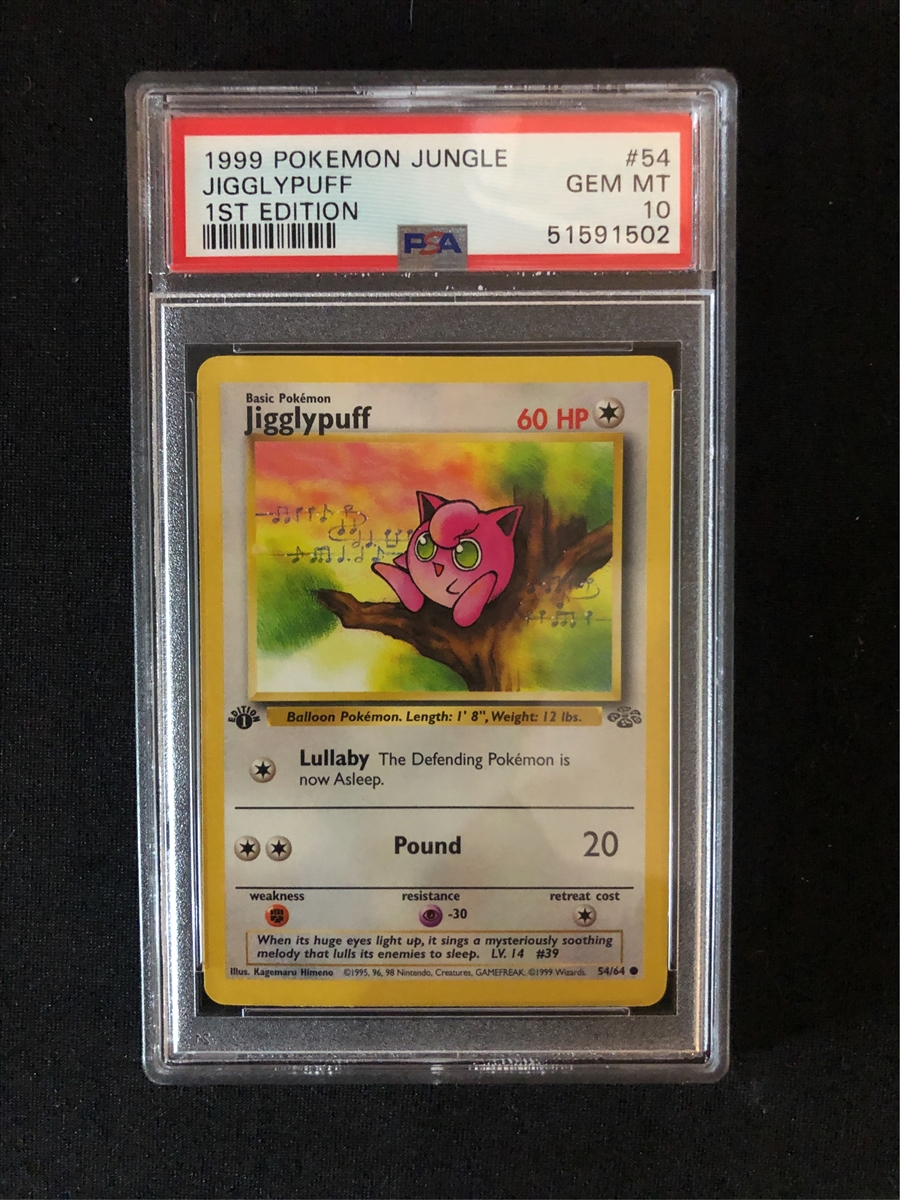 1999 POKEMON JUNGLE #54
JIGGLYPUFF GEM MT
1ST EDITION 10
PSA 51591502
Basic Pokémon
Jigglypuff 60 HP
EDITION 1
Balloon Pokémon. Length: 1' 8", Weight: 12 lbs.
Lullaby The Defending Pokémon is
now Asleep.
Pound 20
weakness resistance retreat cost
-30
When its huge eyes light up, it sings a mysteriously soothing
melody that lulls its enemies to sleep. LV. 14 #39
Illus. Kagemaru Himeno ©1995, 96, 98 Nintendo, Creatures, GAMEFREAK. ©1999 Wizards. 54/64